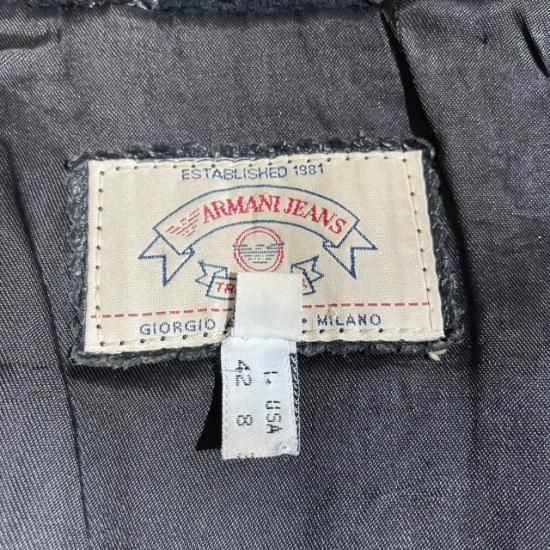 ESTABLISHED 1981
ARMANI JEANS
GIORGIO
• MILANO
I. USA
42 8